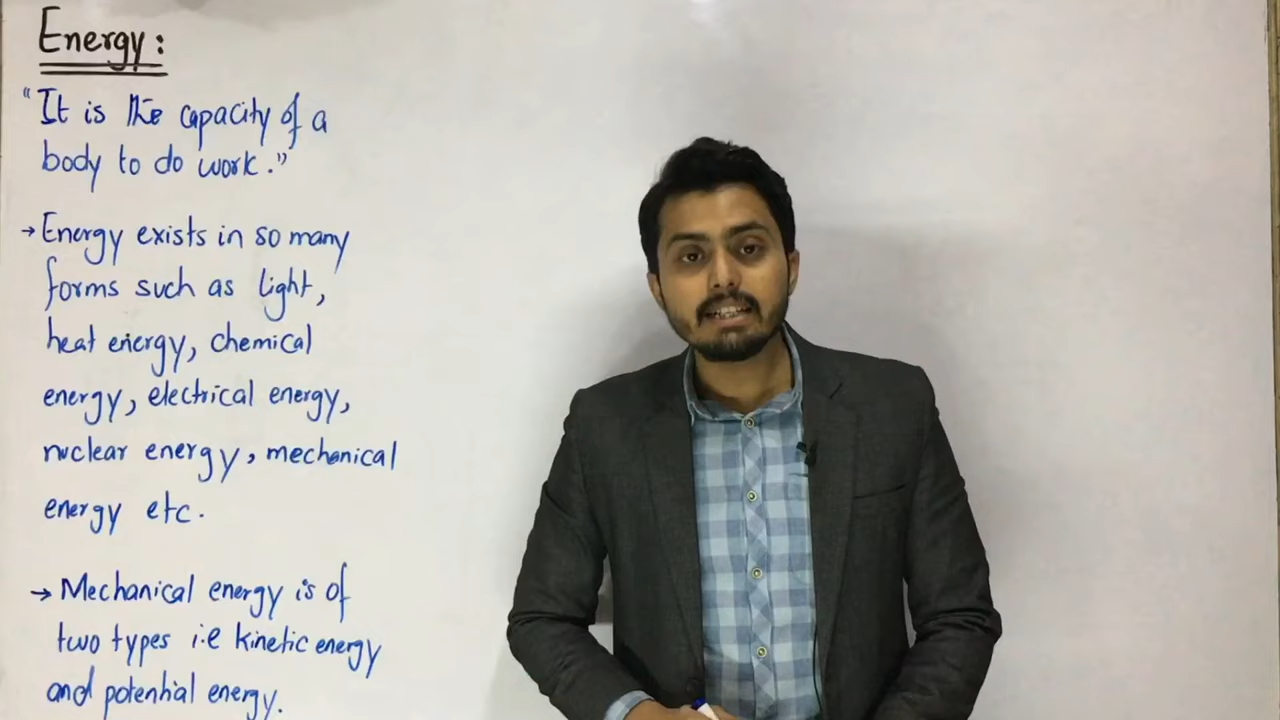 Energy:
"It is the capacity of a
body to do work."
→ Energy exists in so many
forms such as light,
heat energy, chemical
energy, electrical energy,
nuclear energy, mechanical
energy etc.
→ Mechanical energy is of
two types i.e kinetic energy
and potential energy.